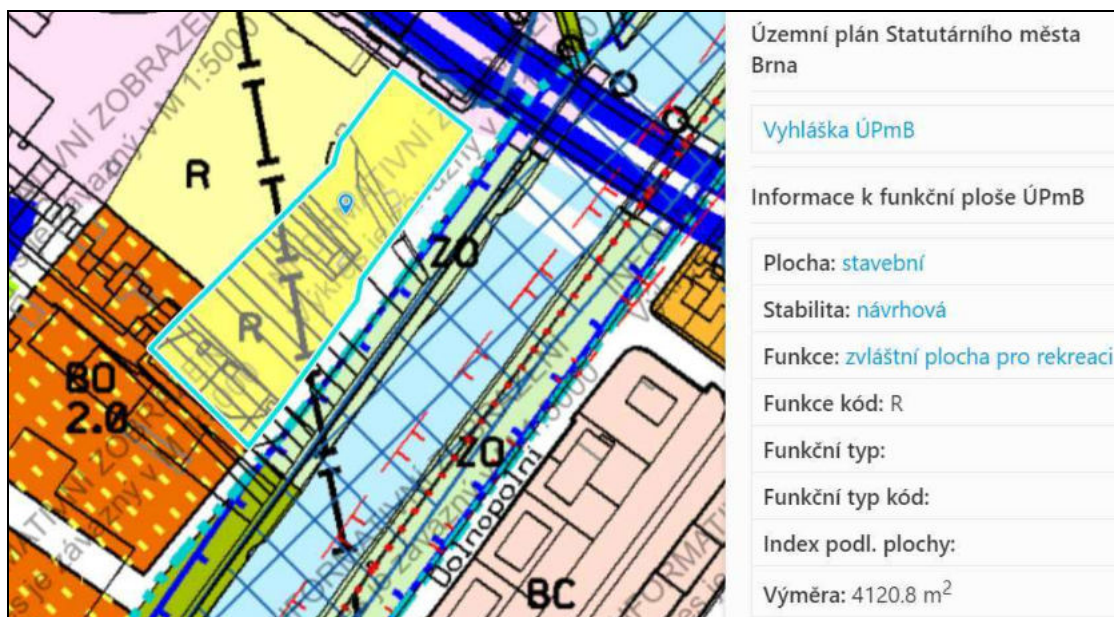 R
R
ZO
BO
2.0
ZO
Dolnopolní
BC
Územní plán Statutárního města
Brna
Vyhláška ÚPmB
Informace k funkční ploše ÚPmB
Plocha: stavební
Stabilita: návrhová
Funkce: zvláštní plocha pro rekreaci
Funkce kód: R
Funkční typ:
Funkční typ kód:
Index podl. plochy:
Výměra: 4120.8 m²